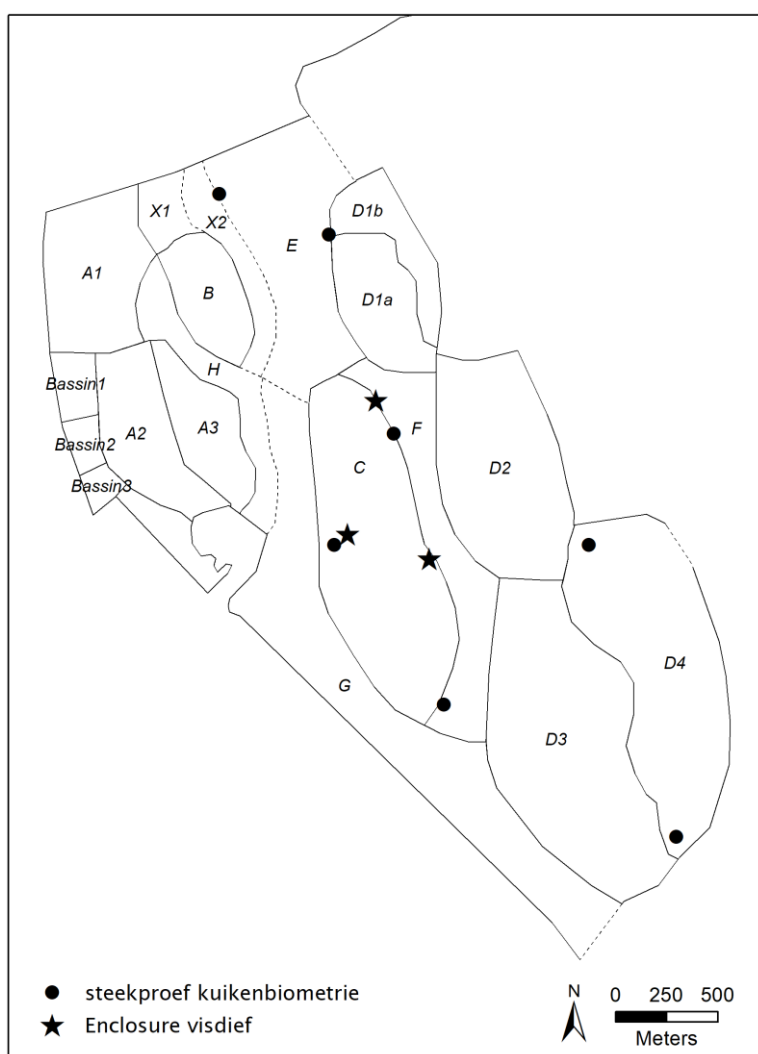 D1b
X1
X2
E
A1
B
D1a
H
Bassin1
A2
A3
F
Bassin2
C
D2
Bassin3
D4
G
D3
steekproef kuikenbiometrie
Enclosure visdief
N
0 250 500
Meters